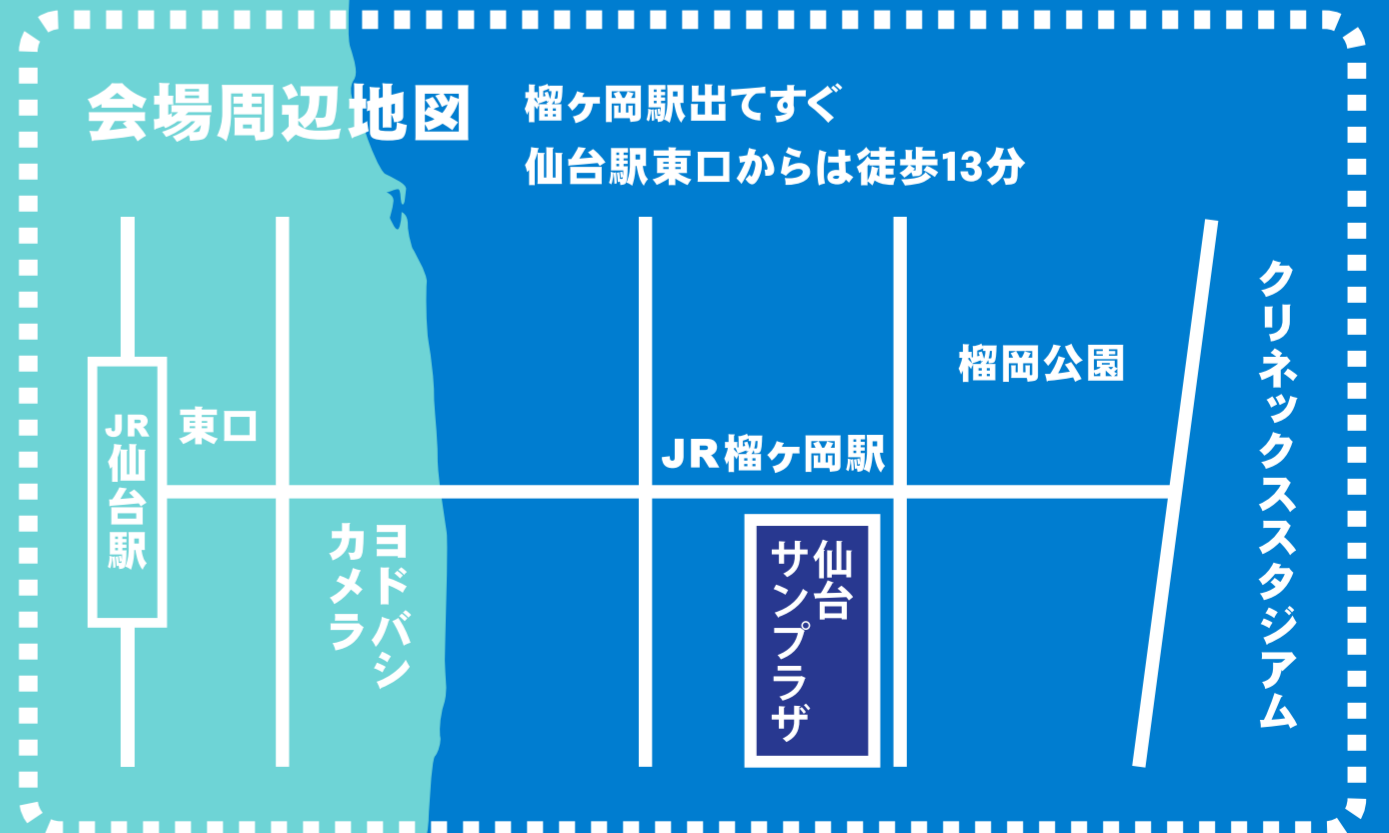 会場周辺地図
榴ヶ岡駅出てすぐ
仙台駅東口からは徒歩13分
JR仙台駅
東口
ヨドバシ
カメラ
JR榴ヶ岡駅
仙台
サンプラザ
榴岡公園
クリネックススタジアム